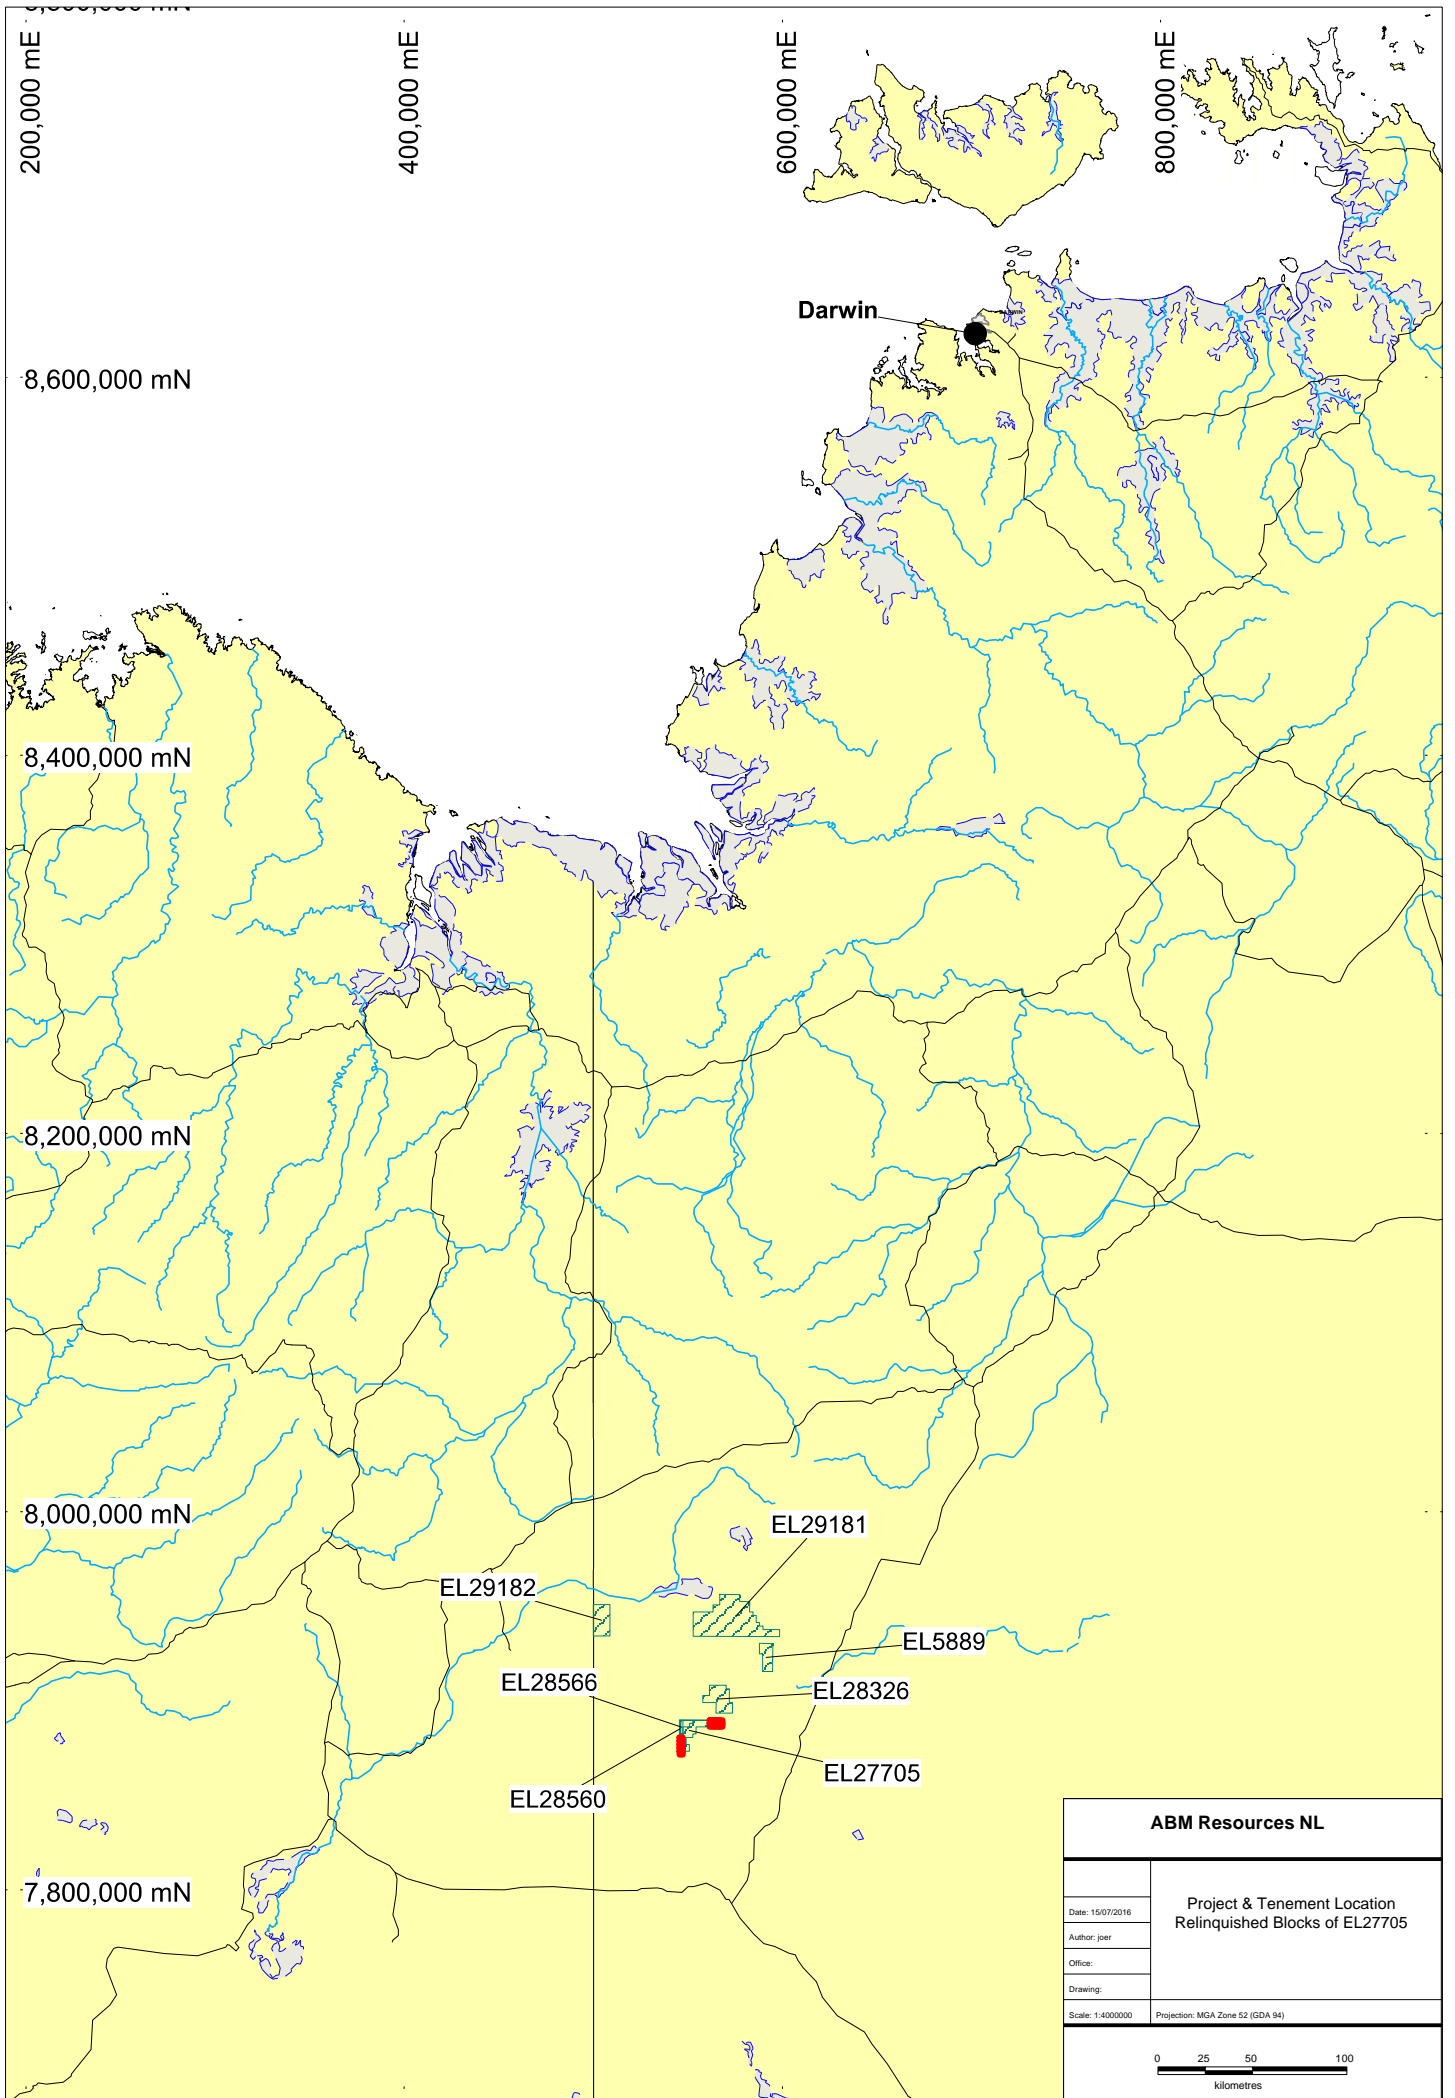 200,000 mE
400,000 mE
600,000 mE
800,000 mE
Darwin
DARWIN
8,600,000 mN
8,400,000 mN
8,200,000 mN
8,000,000 mN
EL29181
EL29182
EL5889
EL28566
EL28326
EL27705
EL28560
7,800,000 mN
ABM Resources NL
Project & Tenement Location
Relinquished Blocks of EL27705
Date: 15/07/2016
Author: joer
Office:
Drawing:
Scale: 1:4000000
Projection: MGA Zone 52 (GDA 94)
0 25 50 100
kilometres